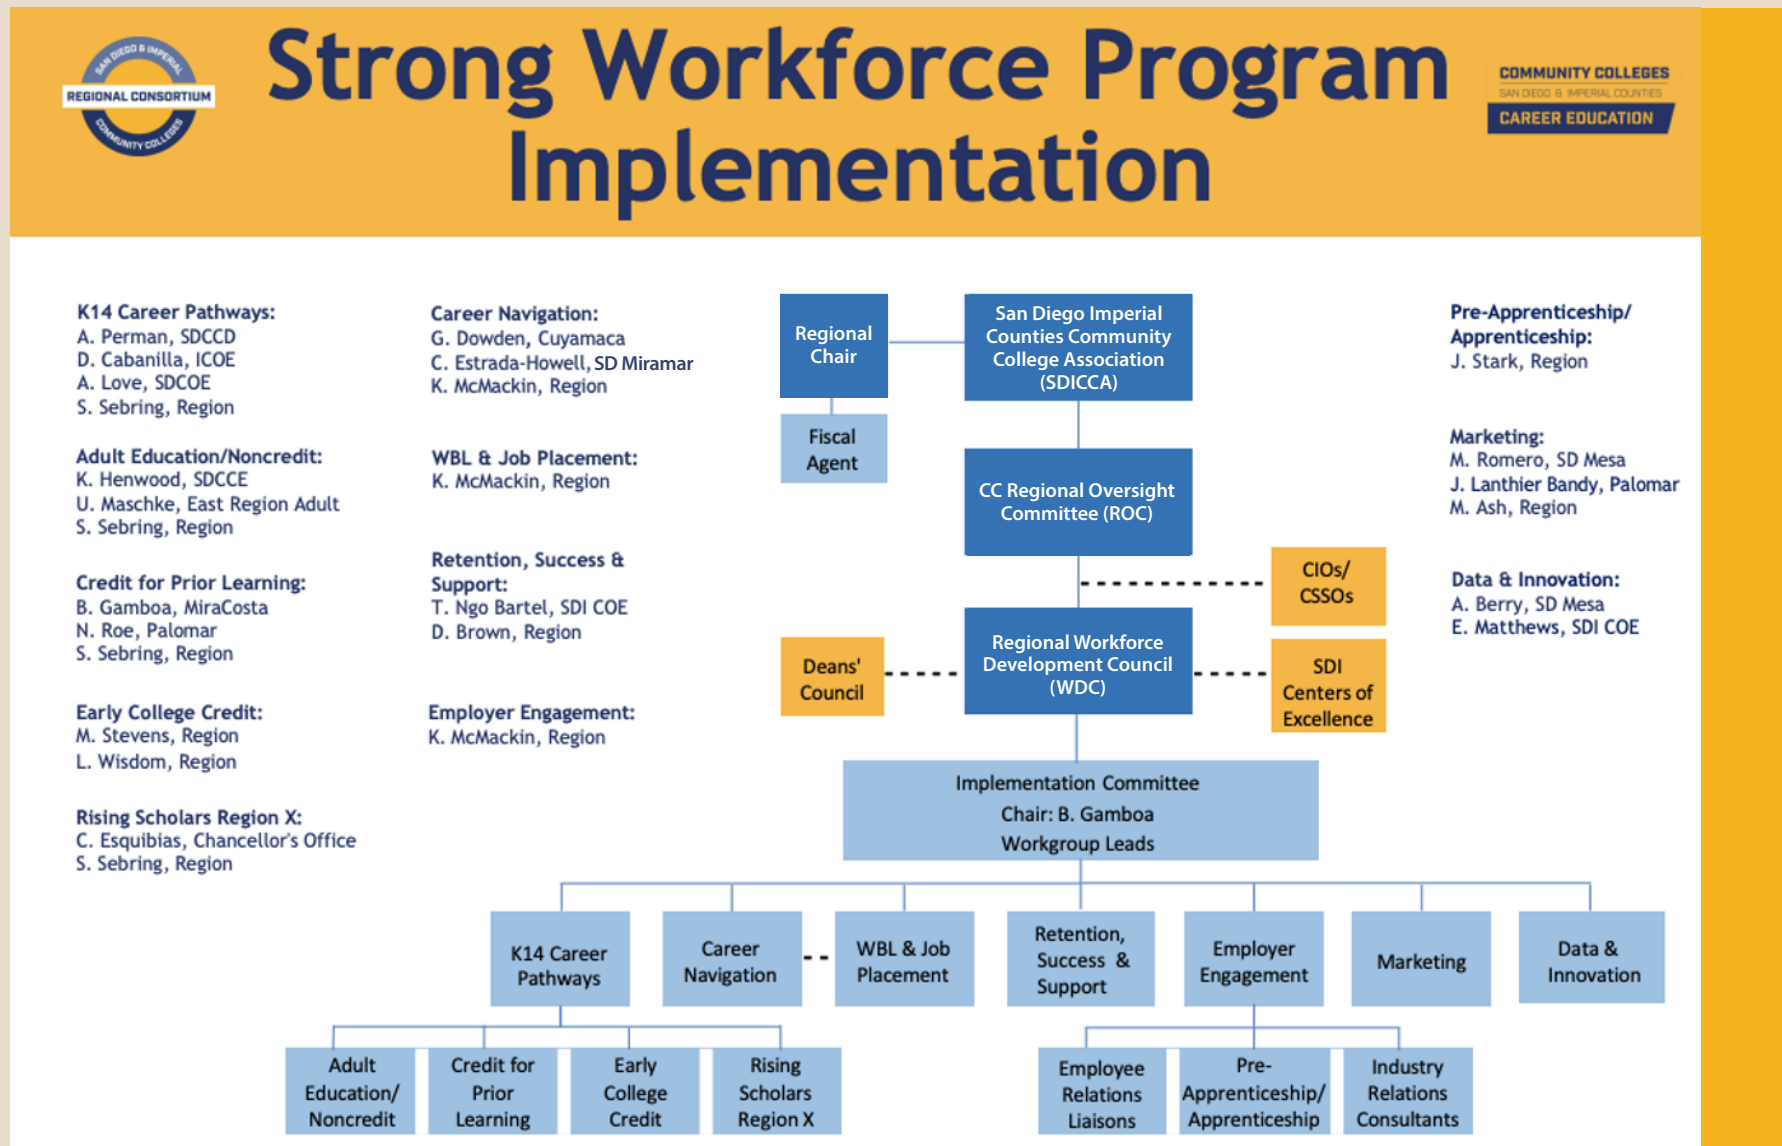 SAN DIEGO & IMPERIAL
REGIONAL CONSORTIUM
COMMUNITY COLLEGES
Strong Workforce Program
Implementation
COMMUNITY COLLEGES
SAN DIEGO & IMPERIAL COUNTIES
CAREER EDUCATION
K14 Career Pathways:
A. Perman, SDCCD
D. Cabanilla, ICOE
A. Love, SDCOE
S. Sebring, Region
Adult Education/Noncredit:
K. Henwood, SDCCE
U. Maschke, East Region Adult
S. Sebring, Region
Credit for Prior Learning:
B. Gamboa, MiraCosta
N. Roe, Palomar
S. Sebring, Region
Early College Credit:
M. Stevens, Region
L. Wisdom, Region
Rising Scholars Region X:
C. Esquibias, Chancellor's Office
S. Sebring, Region
Career Navigation:
G. Dowden, Cuyamaca
C. Estrada-Howell, SD Miramar
K. McMackin, Region
WBL & Job Placement:
K. McMackin, Region
Retention, Success &
Support:
T. Ngo Bartel, SDI COE
D. Brown, Region
Employer Engagement:
K. McMackin, Region
Regional
Chair
Fiscal
Agent
San Diego Imperial
Counties Community
College Association
(SDICCA)
CC Regional Oversight
Committee (ROC)
CIOs/
CSSOs
Deans'
Council
Regional Workforce
Development Council
(WDC)
SDI
Centers of
Excellence
Pre-Apprenticeship/
Apprenticeship:
J. Stark, Region
Marketing:
M. Romero, SD Mesa
J. Lanthier Bandy, Palomar
M. Ash, Region
Data & Innovation:
A. Berry, SD Mesa
E. Matthews, SDI COE
Implementation Committee
Chair: B. Gamboa
Workgroup Leads
K14 Career
Pathways
Career
Navigation
WBL & Job
Placement
Retention,
Success &
Support
Employer
Engagement
Marketing
Data &
Innovation
Adult
Education/
Noncredit
Credit for
Prior
Learning
Early
College
Credit
Rising
Scholars
Region X
Employee
Relations
Liaisons
Pre-
Apprenticeship/
Apprenticeship
Industry
Relations
Consultants